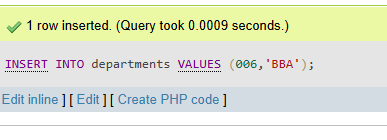 1 row inserted. (Query took 0.0009 seconds.)
INSERT INTO departments VALUES (006,'BBA');
Edit inline ] [ Edit ] [ Create PHP code ]